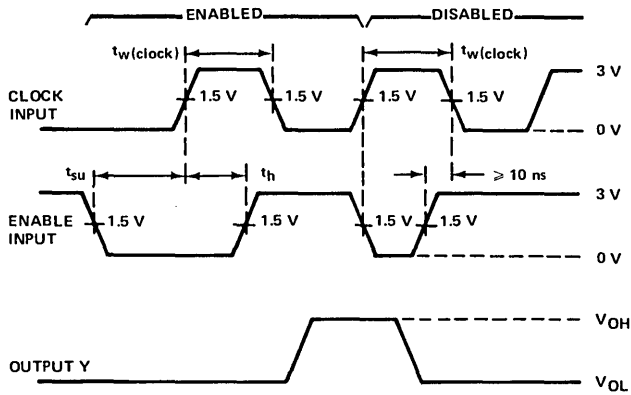 ENABLED DISABLED
tw(clock) tw(clock)
CLOCK INPUT
1.5 V 1.5 V 1.5 V 1.5 V
3 V
0 V
tsu th ≥ 10 ns
ENABLE INPUT
1.5 V 1.5 V 1.5 V 1.5 V
3 V
0 V
OUTPUT Y
VOH
VOL